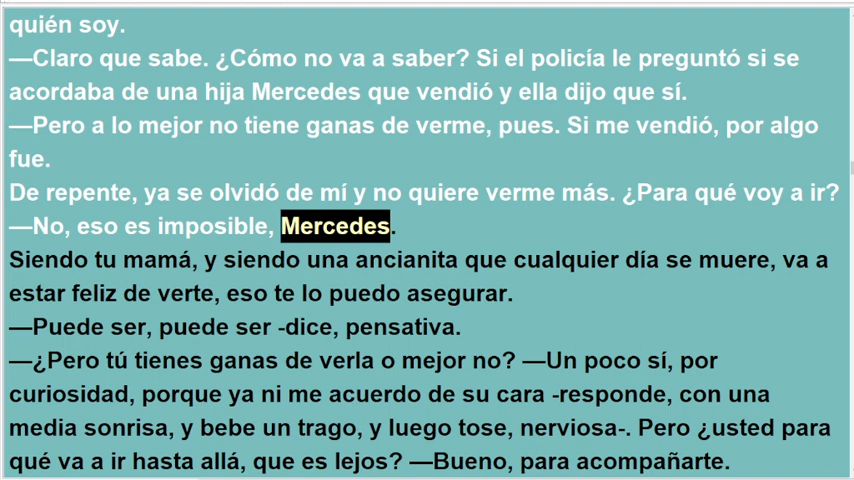 quién soy.
—Claro que sabe. ¿Cómo no va a saber? Si el policía le preguntó si se
acordaba de una hija Mercedes que vendió y ella dijo que sí.
—Pero a lo mejor no tiene ganas de verme, pues. Si me vendió, por algo
fue.
De repente, ya se olvidó de mí y no quiere verme más. ¿Para qué voy a ir?
—No, eso es imposible, Mercedes.
Siendo tu mamá, y siendo una ancianita que cualquier día se muere, va a
estar feliz de verte, eso te lo puedo asegurar.
—Puede ser, puede ser -dice, pensativa.
—¿Pero tú tienes ganas de verla o mejor no? —Un poco sí, por
curiosidad, porque ya ni me acuerdo de su cara -responde, con una
media sonrisa, y bebe un trago, y luego tose, nerviosa-. Pero ¿usted para
qué va a ir hasta allá, que es lejos? —Bueno, para acompañarte.